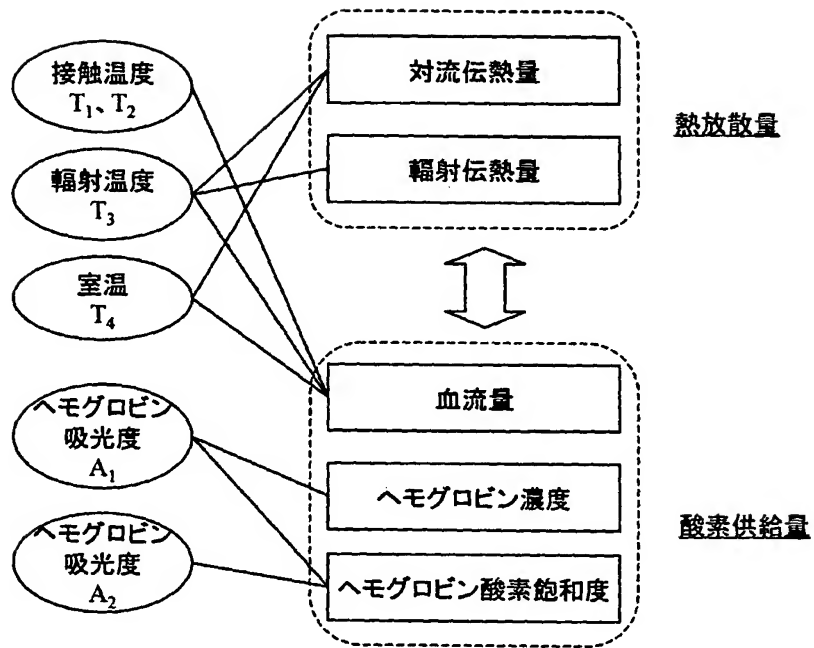 接触温度
T₁、T₂
輻射温度
T₃
室温
T₄
ヘモグロビン
吸光度
A₁
ヘモグロビン
吸光度
A₂
対流伝熱量
輻射伝熱量
熱放散量
血流量
ヘモグロビン濃度
ヘモグロビン酸素飽和度
酸素供給量